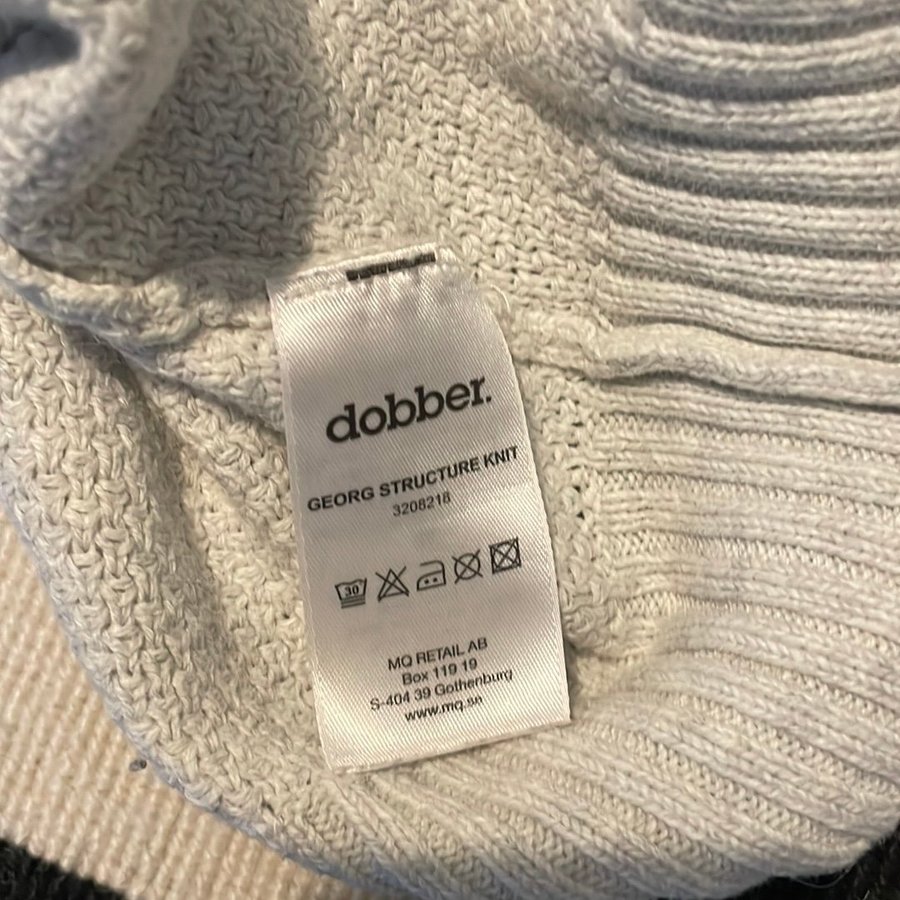 dobber.
GEORG STRUCTURE KNIT
3208218
30
MQ RETAIL AB
Box 119 19
S-404 39 Gothenburg
www.mq.se